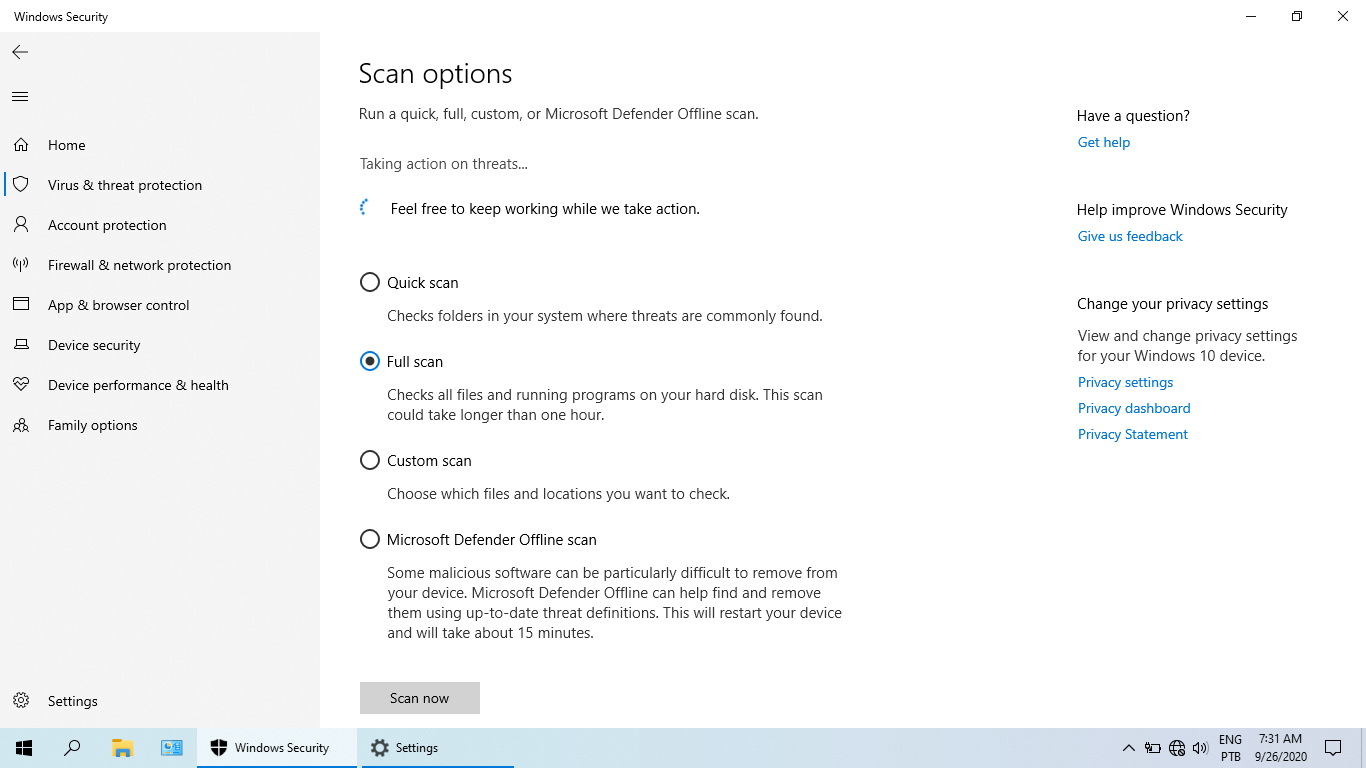 Windows Security
Home
Virus & threat protection
Account protection
Firewall & network protection
App & browser control
Device security
Device performance & health
Family options
Settings
Scan options
Run a quick, full, custom, or Microsoft Defender Offline scan.
Taking action on threats...
Feel free to keep working while we take action.
Quick scan
Checks folders in your system where threats are commonly found.
Full scan
Checks all files and running programs on your hard disk. This scan
could take longer than one hour.
Custom scan
Choose which files and locations you want to check.
Microsoft Defender Offline scan
Some malicious software can be particularly difficult to remove from
your device. Microsoft Defender Offline can help find and remove
them using up-to-date threat definitions. This will restart your device
and will take about 15 minutes.
Scan now
Have a question?
Get help
Help improve Windows Security
Give us feedback
Change your privacy settings
View and change privacy settings
for your Windows 10 device.
Privacy settings
Privacy dashboard
Privacy Statement
Windows Security
Settings
ENG
PTB
7:31 AM
9/26/2020